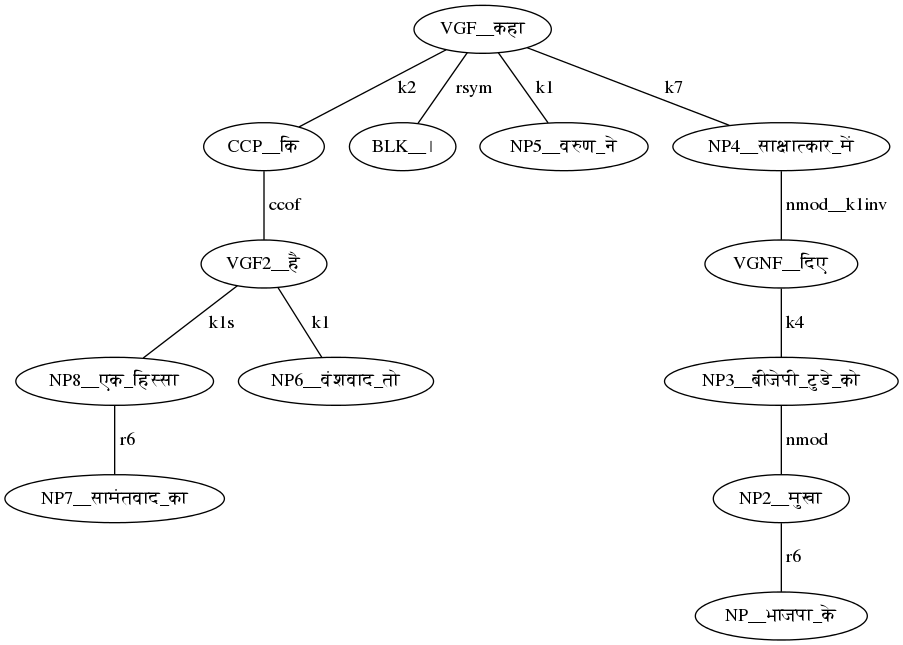 VGF__कहा
k2 rsym k1 k7
CCP__कि BLK__। NP5__वरुण_ने NP4__साक्षात्कार_में
ccof nmod__k1inv
VGF2__है VGNF__दिए
k1s k1 k4
NP8__एक_हिस्सा NP6__वंशवाद_तो NP3__बीजेपी_टुडे_को
r6 nmod
NP7__सामंतवाद_का NP2__मुखा
r6
NP__भाजपा_के